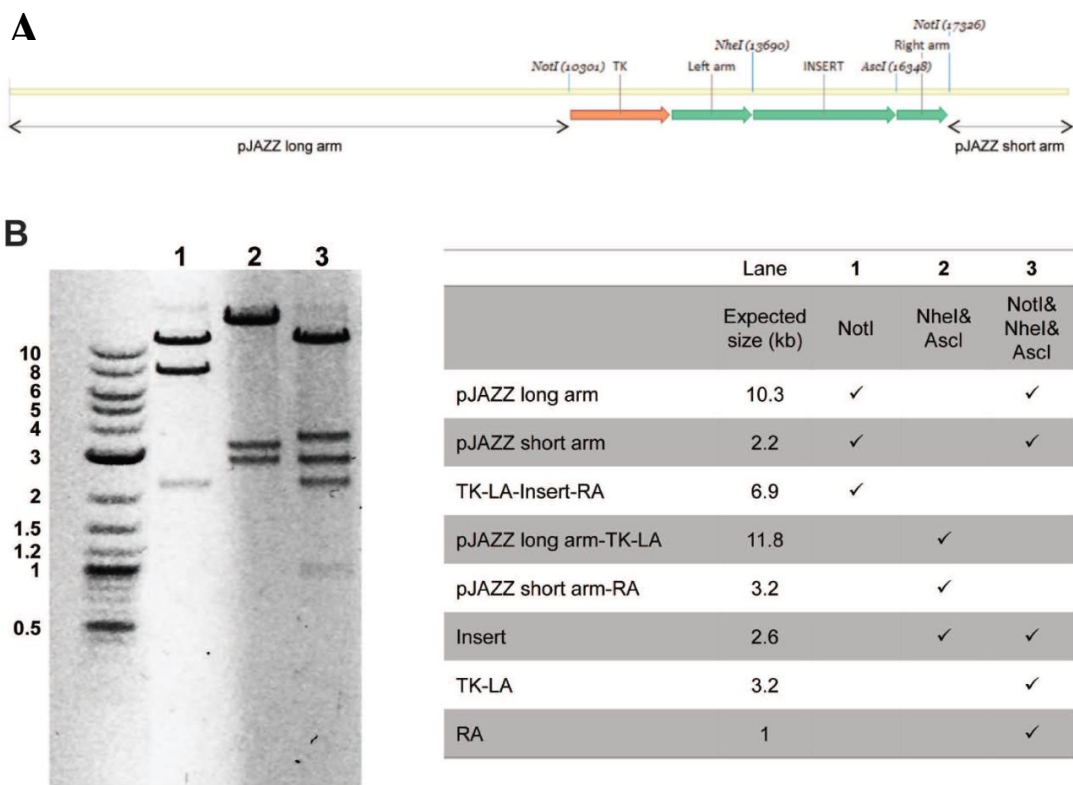 A
NotI (17326)
NheI (13690) Right arm
NotI (10301) TK Left arm INSERT AscI (16348)
pJAZZ long arm pJAZZ short arm
B
1 2 3
10
8
6
5
4
3
2
1.5
1.2
1
0.5
Lane 1 2 3
Expected size (kb) NotI NheI& AscI NotI& NheI& AscI
pJAZZ long arm 10.3 ✓ ✓
pJAZZ short arm 2.2 ✓ ✓
TK-LA-Insert-RA 6.9 ✓
pJAZZ long arm-TK-LA 11.8 ✓
pJAZZ short arm-RA 3.2 ✓
Insert 2.6 ✓ ✓
TK-LA 3.2 ✓
RA 1 ✓